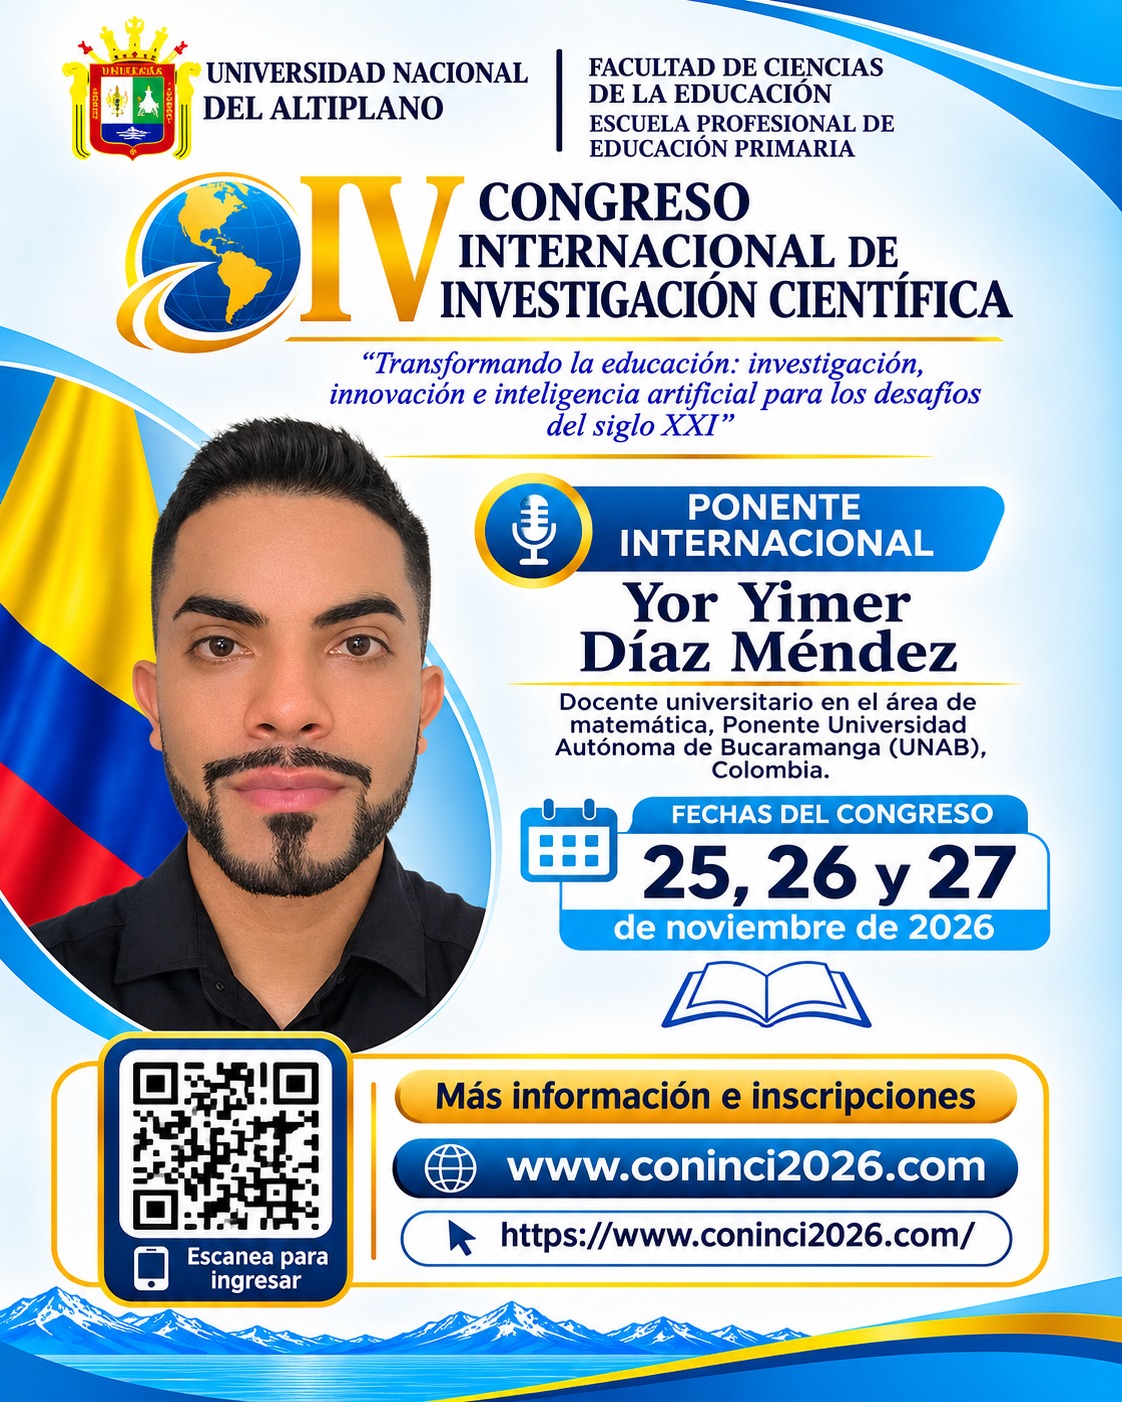 UNIVERSIDAD NACIONAL
DEL ALTIPLANO
FACULTAD DE CIENCIAS
DE LA EDUCACIÓN
ESCUELA PROFESIONAL DE
EDUCACIÓN PRIMARIA
IV CONGRESO
INTERNACIONAL DE
INVESTIGACIÓN CIENTÍFICA
“Transformando la educación: investigación,
innovación e inteligencia artificial para los desafíos
del siglo XXI”
PONENTE
INTERNACIONAL
Yor Yimer
Díaz Méndez
Docente universitario en el área de
matemática, Ponente Universidad
Autónoma de Bucaramanga (UNAB),
Colombia.
FECHAS DEL CONGRESO
25, 26 y 27
de noviembre de 2026
Más información e inscripciones
www.coninci2026.com
https://www.coninci2026.com/
Escanea para
ingresar